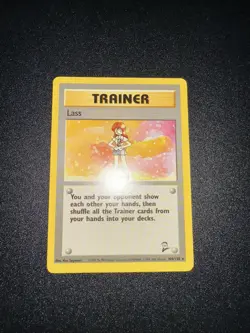 TRAINER
Lass
You and your opponent show
each other your hands, then
shuffle all the Trainer cards from
your hands into your decks.